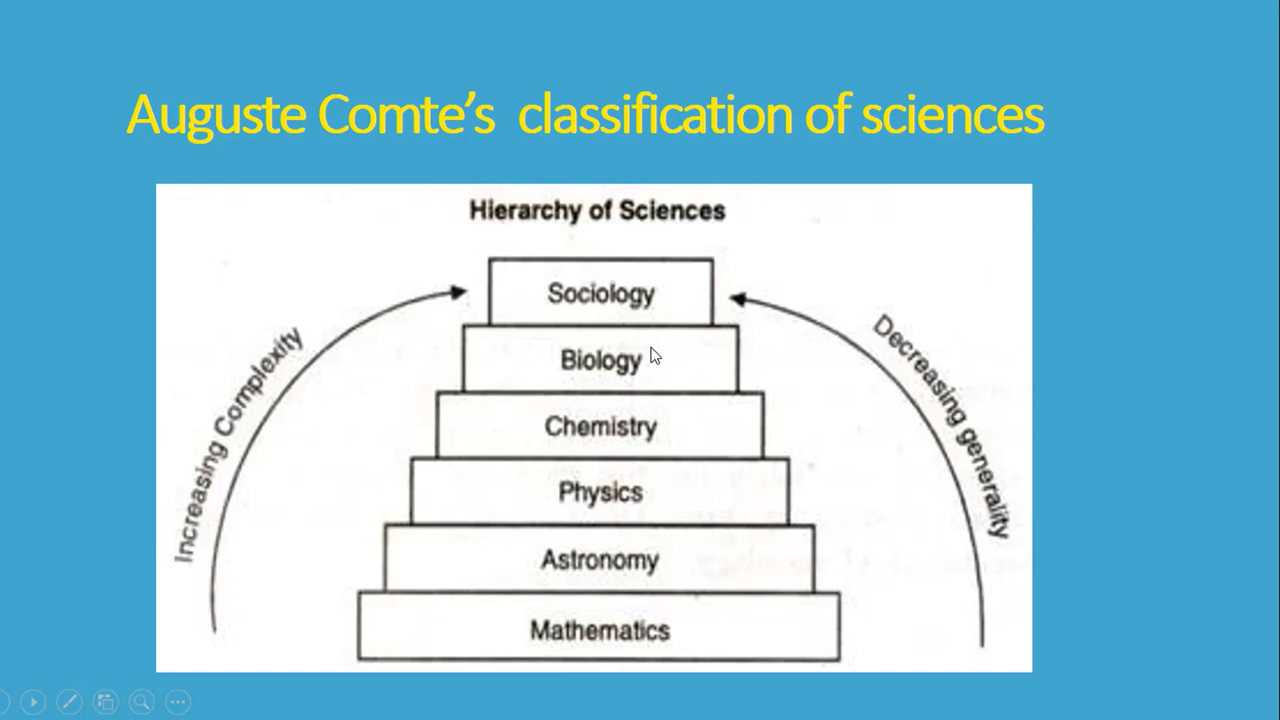 Auguste Comte’s classification of sciences
Hierarchy of Sciences
Sociology
Biology
Chemistry
Physics
Astronomy
Mathematics
Increasing Complexity
Decreasing generality